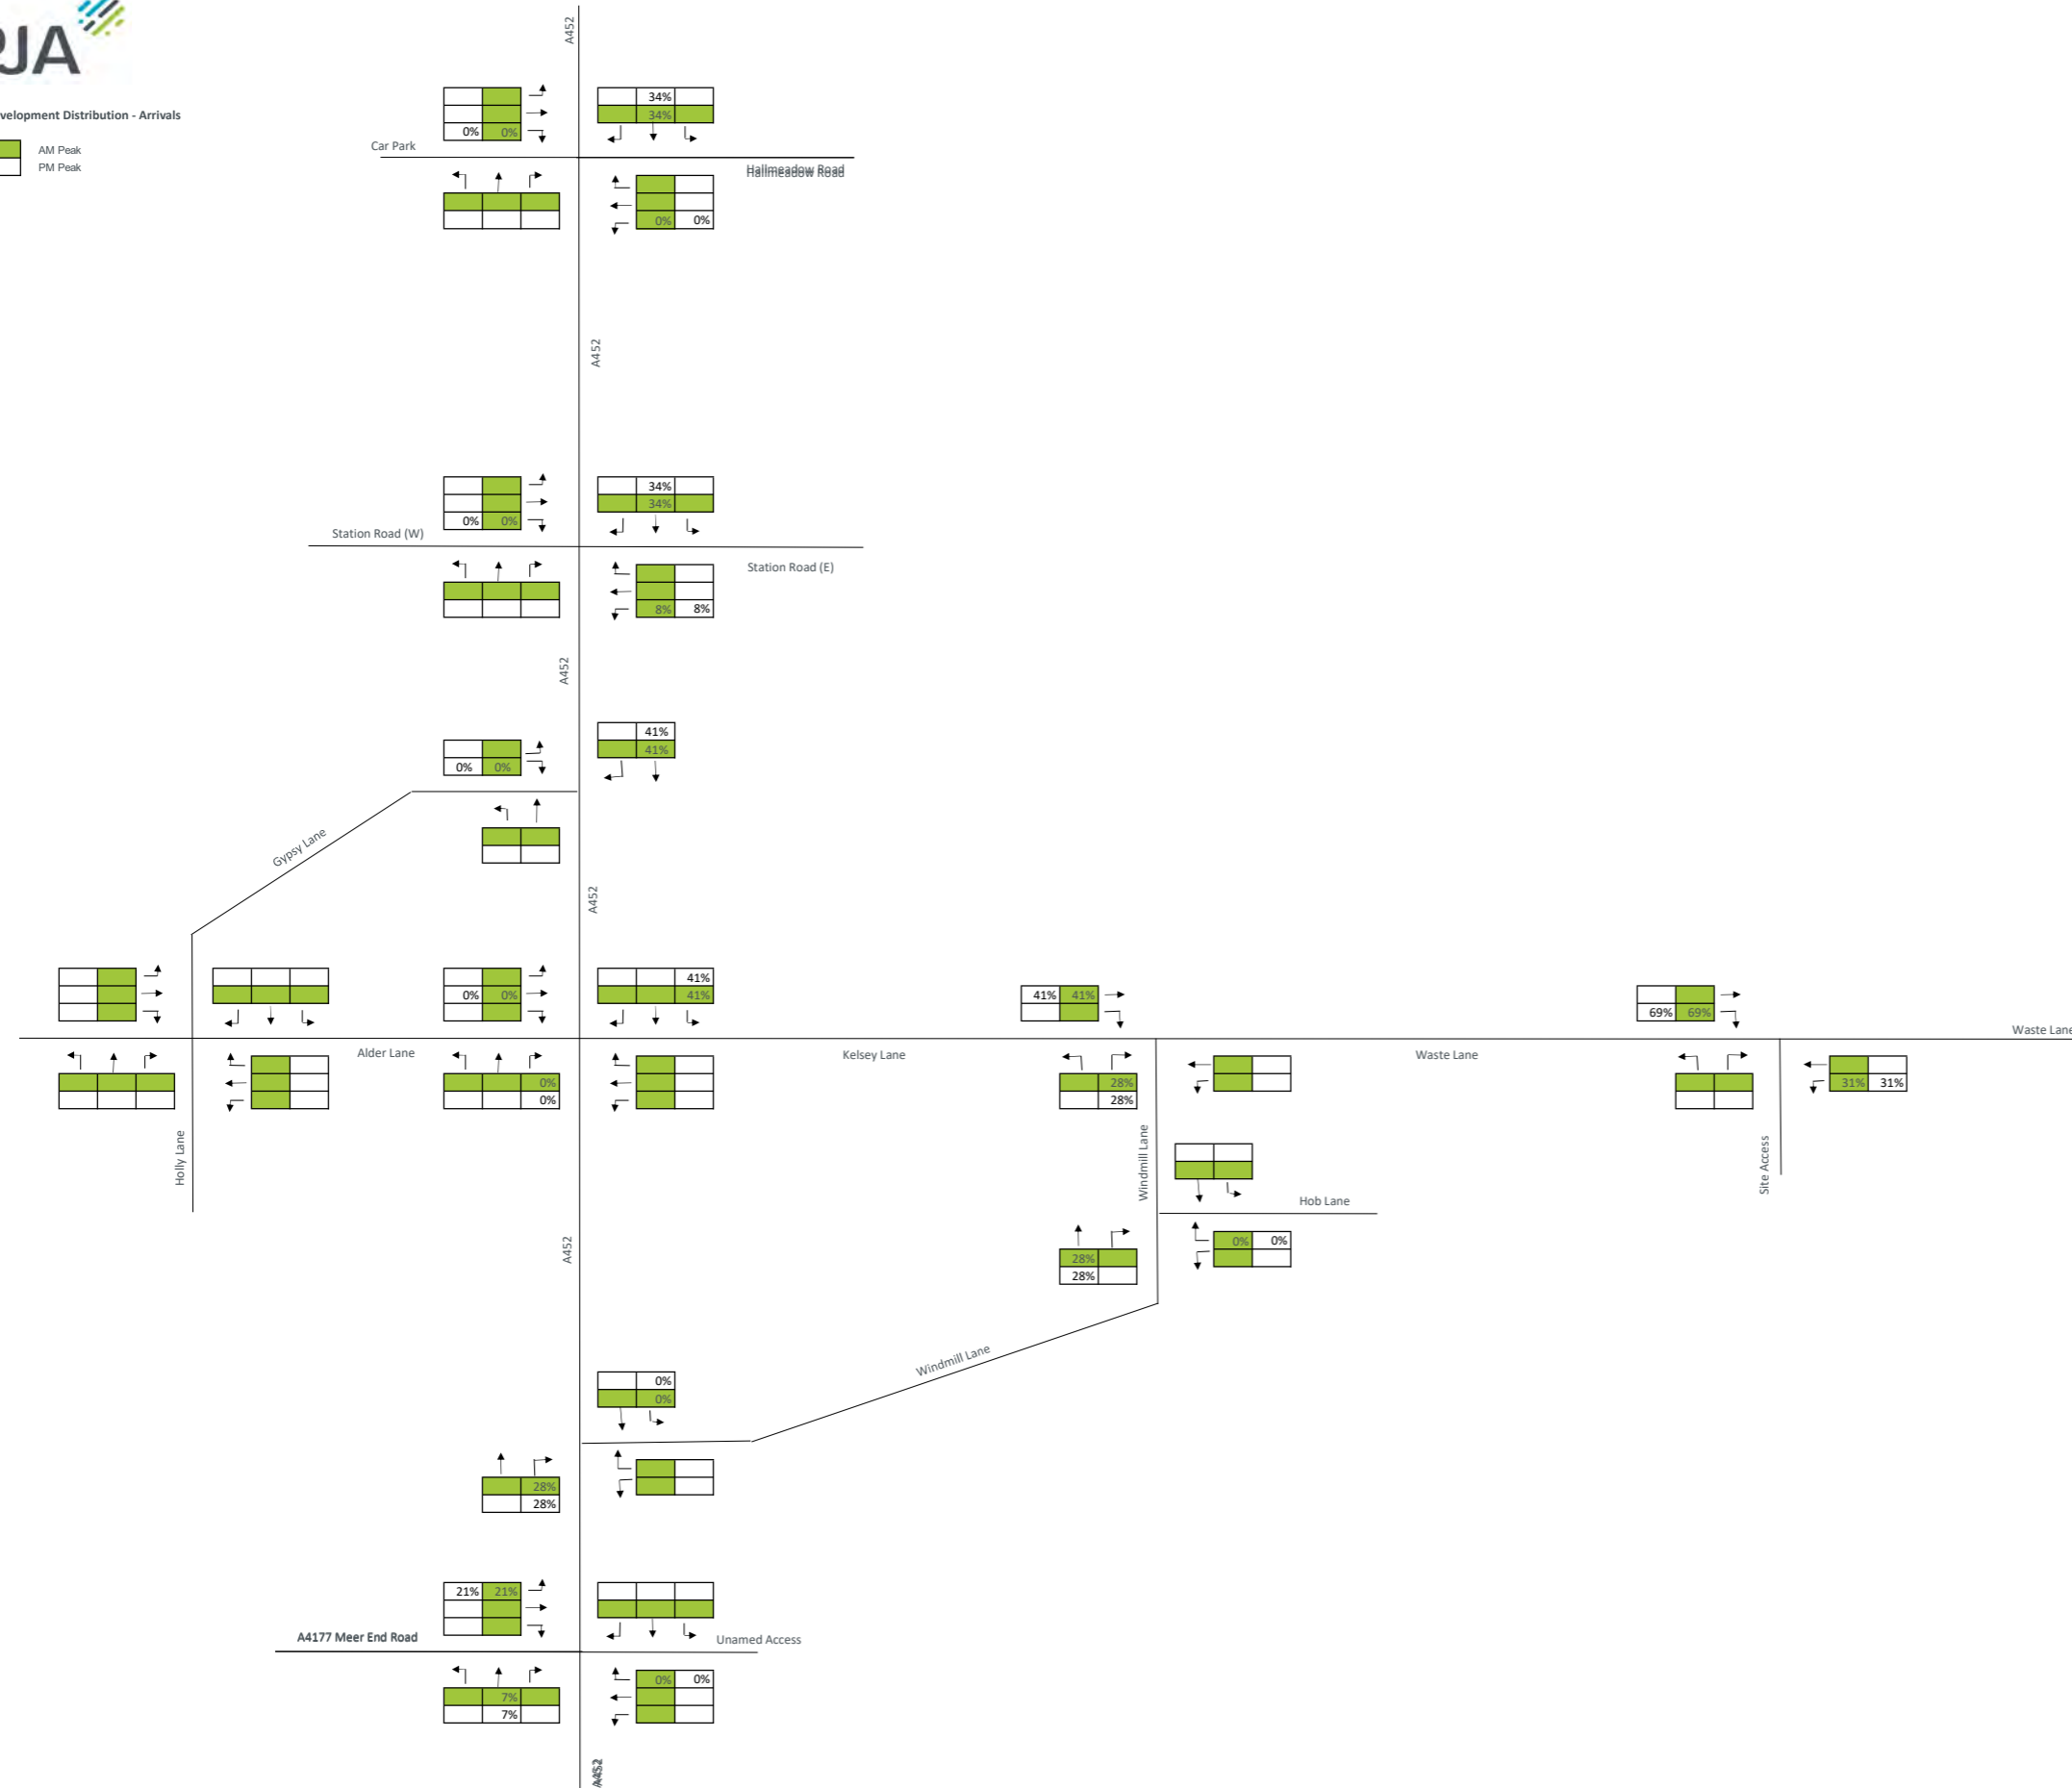 A452
JA
velopment Distribution - Arrivals
AM Peak
PM Peak
34%
34%
0% 0%
Car Park
Hallmeadow Road
Hallmeadow Road
0% 0%
A452
34%
34%
0% 0%
Station Road (W)
Station Road (E)
8% 8%
A452
41%
41%
0% 0%
Gypsy Lane
A452
41%
0% 0%
41%
41% 41%
69% 69%
Waste Lane
Alder Lane
Kelsey Lane
Waste Lane
0%
0%
28%
28%
31% 31%
Holly Lane
Windmill Lane
Site Access
Hob Lane
A452
0% 0%
28%
28%
Windmill Lane
0%
0%
28%
28%
21% 21%
A4177 Meer End Road
Unamed Access
7%
7%
0% 0%
A452
A452